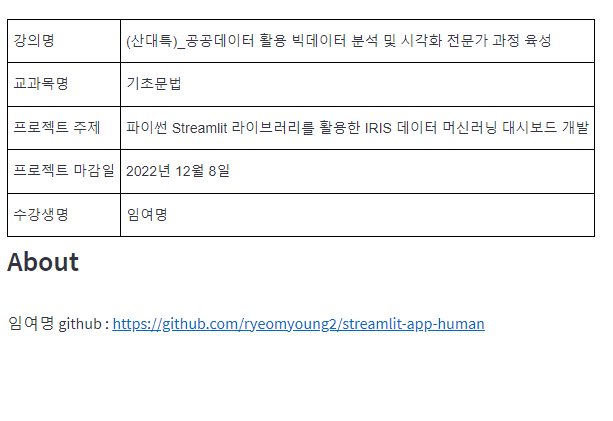 강의명 (산대특)_공공데이터 활용 빅데이터 분석 및 시각화 전문가 과정 육성
교과목명 기초문법
프로젝트 주제 파이썬 Streamlit 라이브러리를 활용한 IRIS 데이터 머신러닝 대시보드 개발
프로젝트 마감일 2022년 12월 8일
수강생명 임여명
About
임여명 github : https://github.com/ryeomyoung2/streamlit-app-human